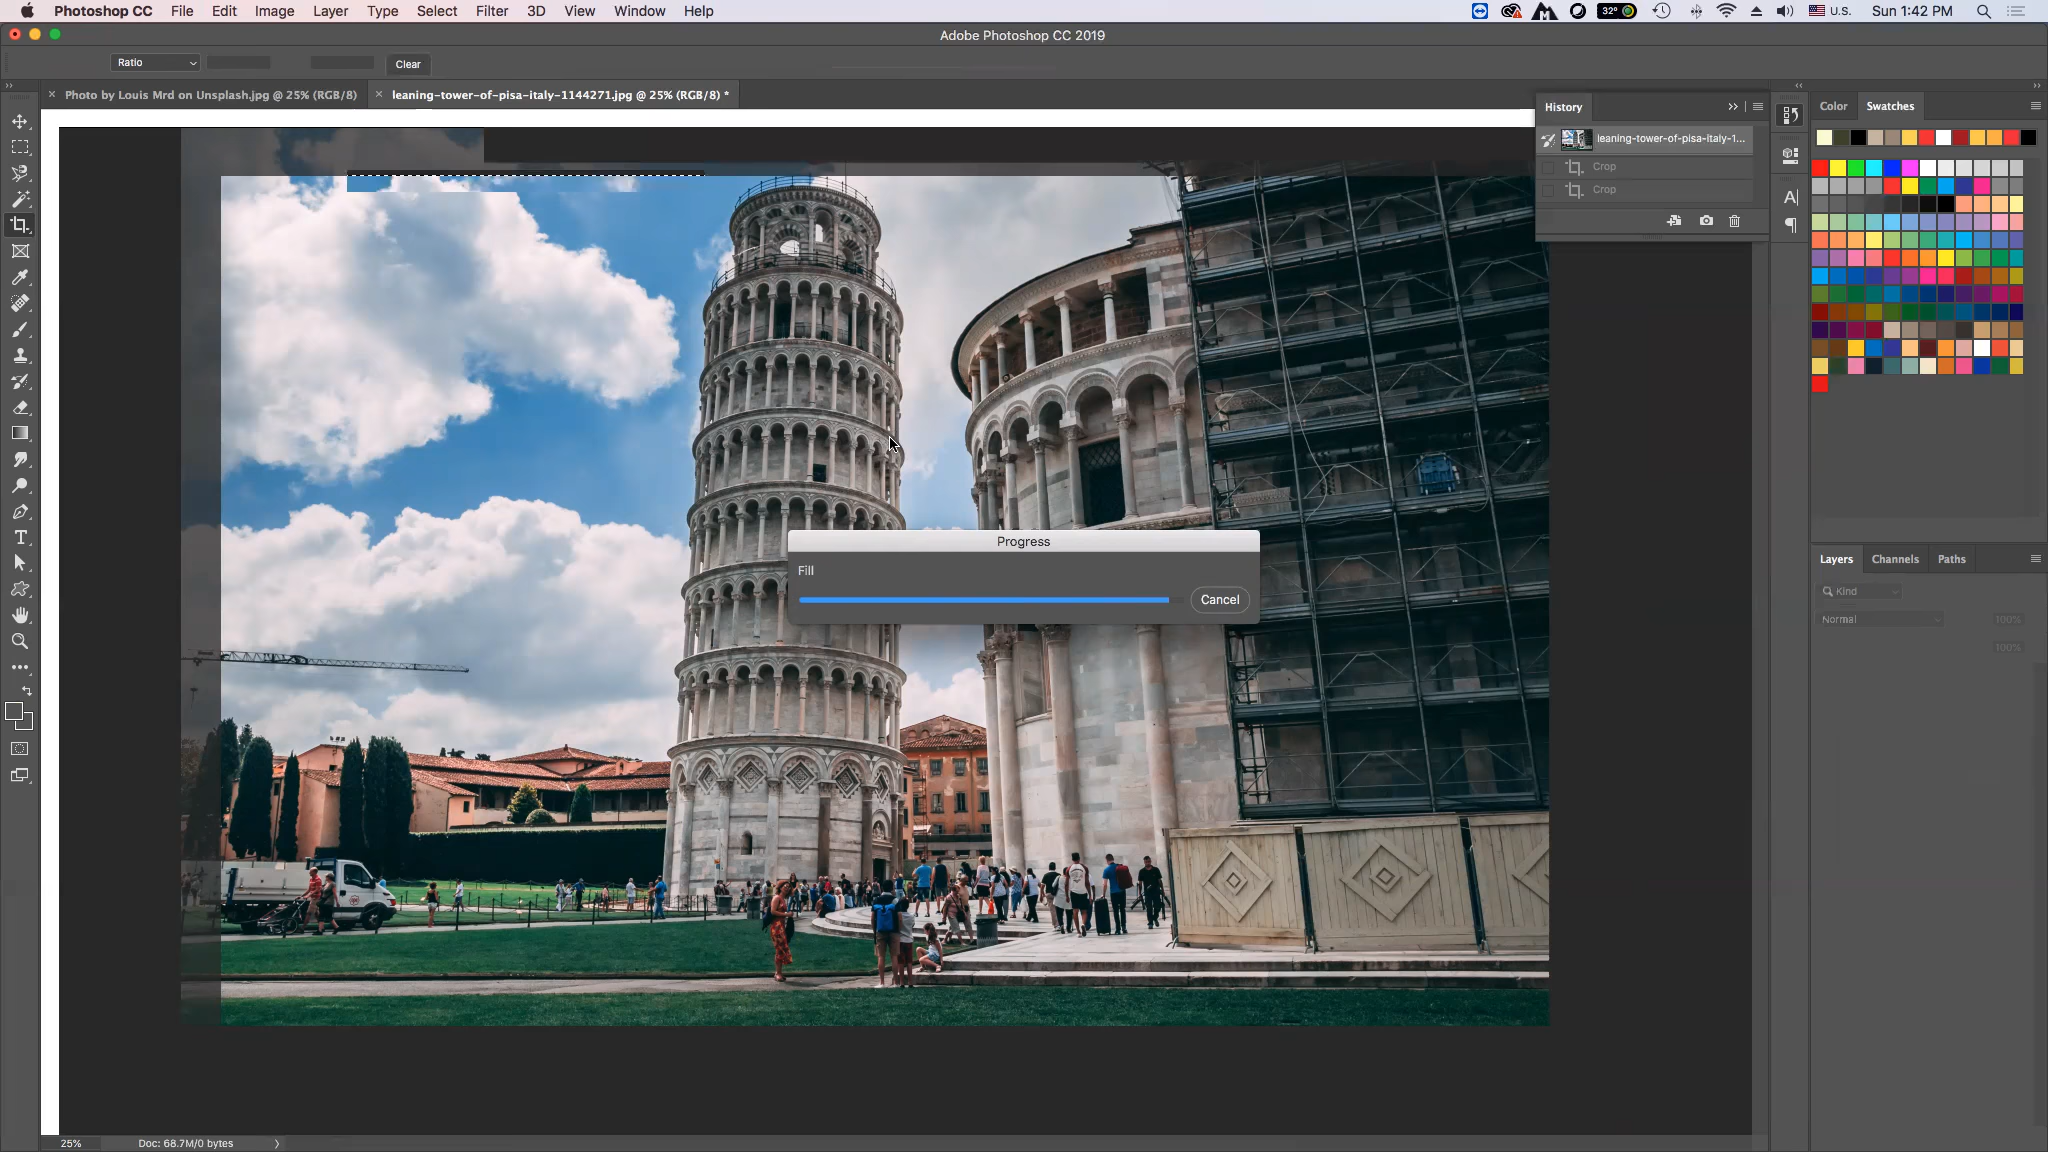 Photoshop CC File Edit Image Layer Type Select Filter 3D View Window Help 32° U.S. Sun 1:42 PM
Adobe Photoshop CC 2019
Ratio Clear
Photo by Louis Mrd on Unsplash.jpg @ 25% (RGB/8) leaning-tower-of-pisa-italy-1144271.jpg @ 25% (RGB/8) *
History
leaning-tower-of-pisa-italy-1...
Crop
Crop
Color Swatches
Progress
Fill
Cancel
Layers Channels Paths
Kind
Normal 100%
100%
25% Doc: 68.7M/0 bytes